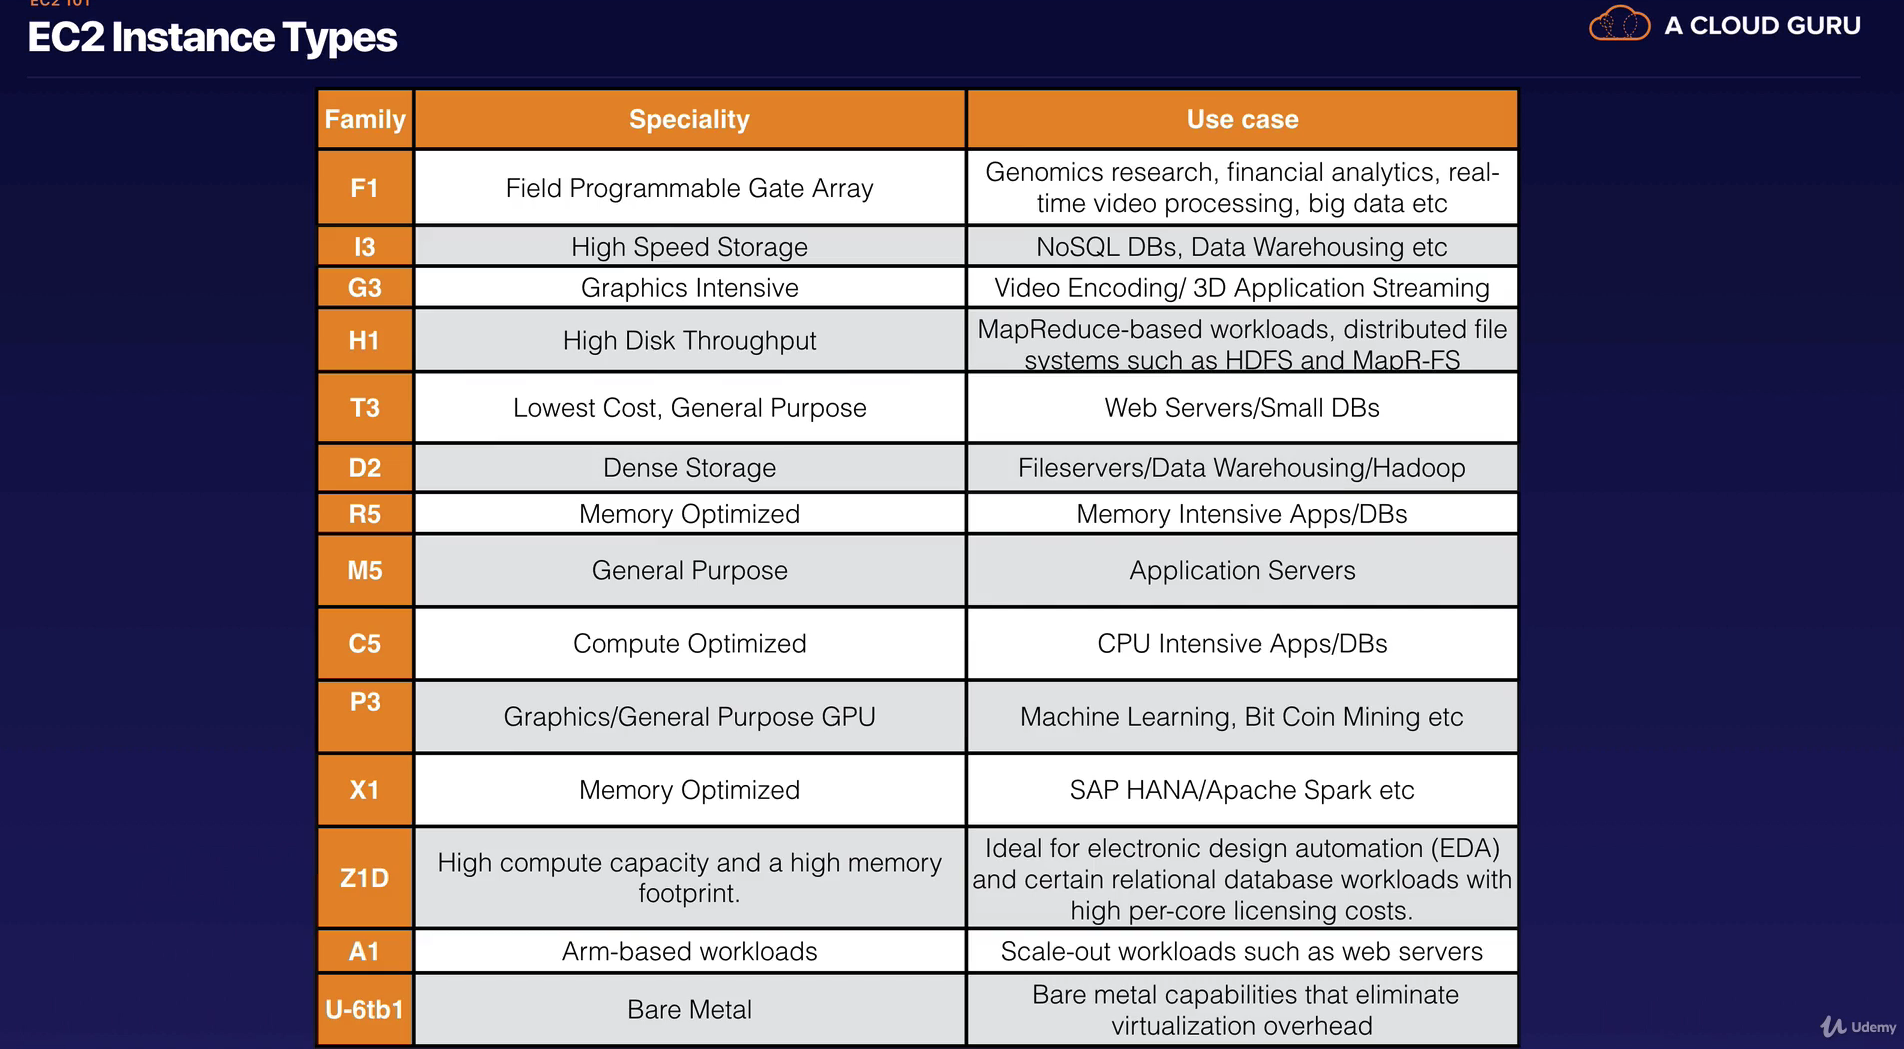 EC2 101
EC2 Instance Types
A CLOUD GURU
Family Speciality Use case
F1 Field Programmable Gate Array Genomics research, financial analytics, real-
time video processing, big data etc
I3 High Speed Storage NoSQL DBs, Data Warehousing etc
G3 Graphics Intensive Video Encoding/ 3D Application Streaming
H1 High Disk Throughput MapReduce-based workloads, distributed file
systems such as HDFS and MapR-FS
T3 Lowest Cost, General Purpose Web Servers/Small DBs
D2 Dense Storage Fileservers/Data Warehousing/Hadoop
R5 Memory Optimized Memory Intensive Apps/DBs
M5 General Purpose Application Servers
C5 Compute Optimized CPU Intensive Apps/DBs
P3 Graphics/General Purpose GPU Machine Learning, Bit Coin Mining etc
X1 Memory Optimized SAP HANA/Apache Spark etc
Z1D High compute capacity and a high memory
footprint. Ideal for electronic design automation (EDA)
and certain relational database workloads with
high per-core licensing costs.
A1 Arm-based workloads Scale-out workloads such as web servers
U-6tb1 Bare Metal Bare metal capabilities that eliminate
virtualization overhead
Udemy